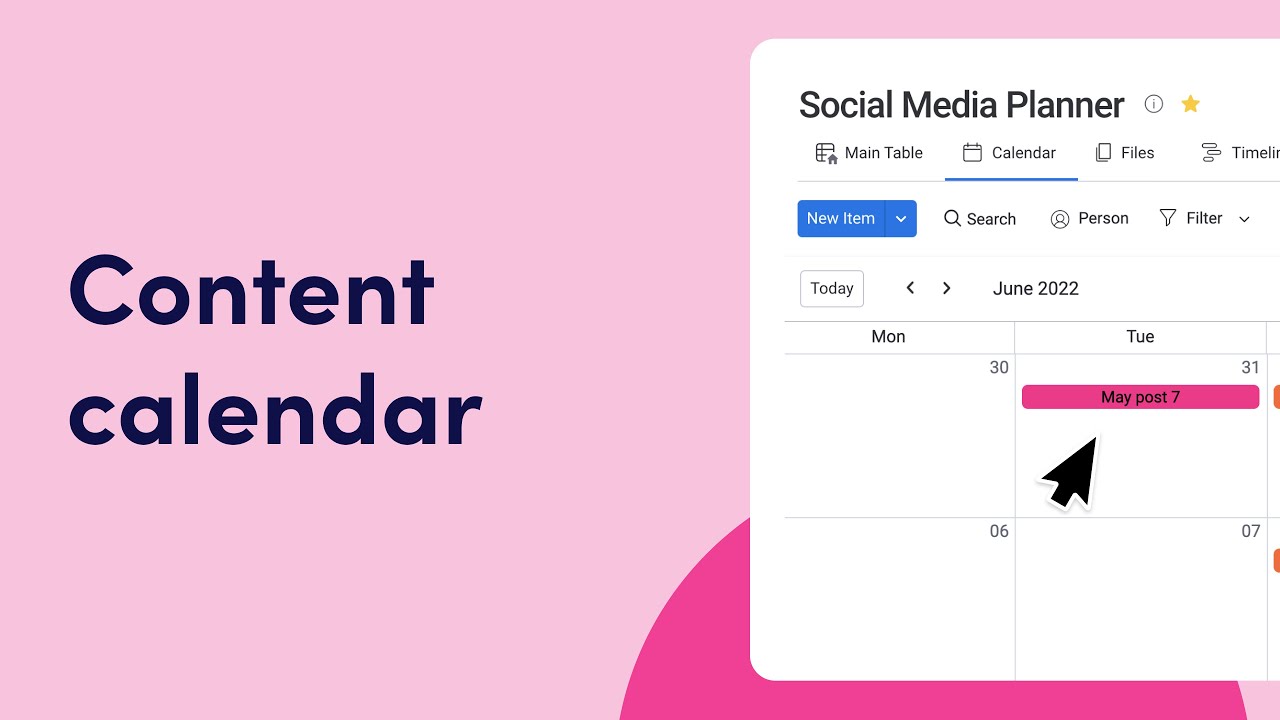 Content
calendar
Social Media Planner
Main Table Calendar Files Timelin
New Item Search Person Filter
Today June 2022
Mon Tue
30 31
May post 7
06 07